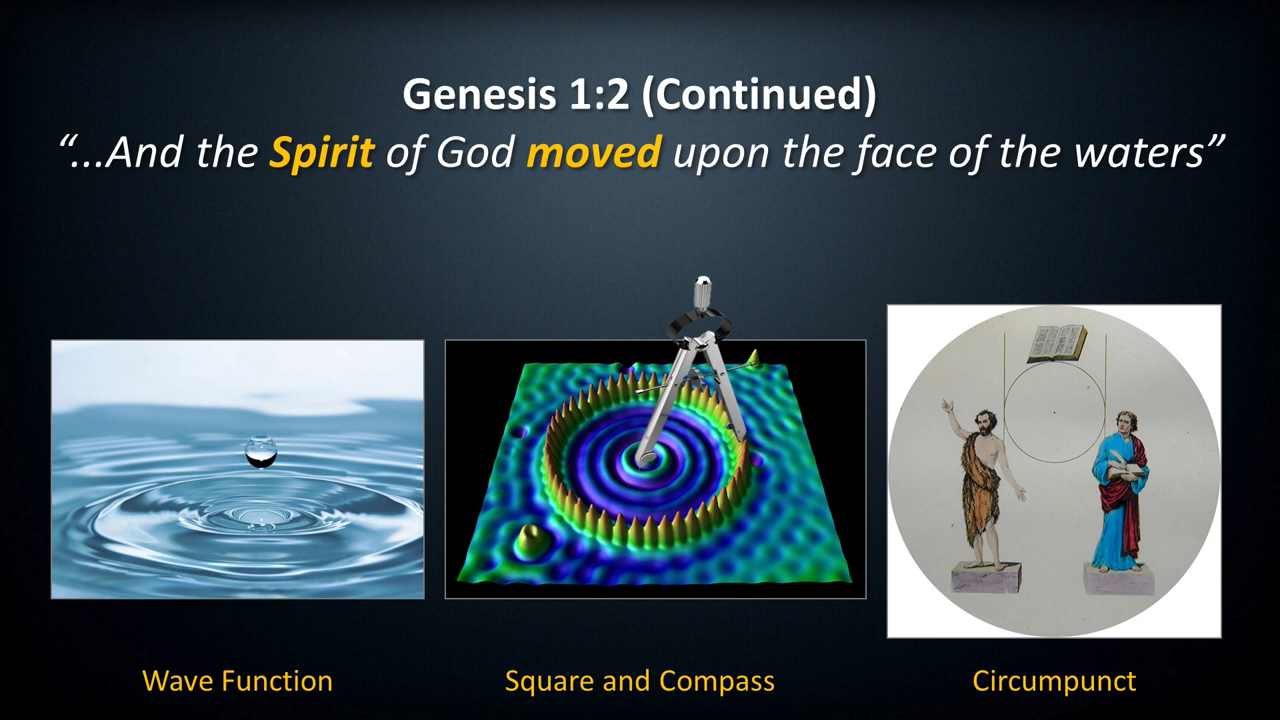 Genesis 1:2 (Continued)
“...And the Spirit of God moved upon the face of the waters”
Wave Function
Square and Compass
Circumpunct